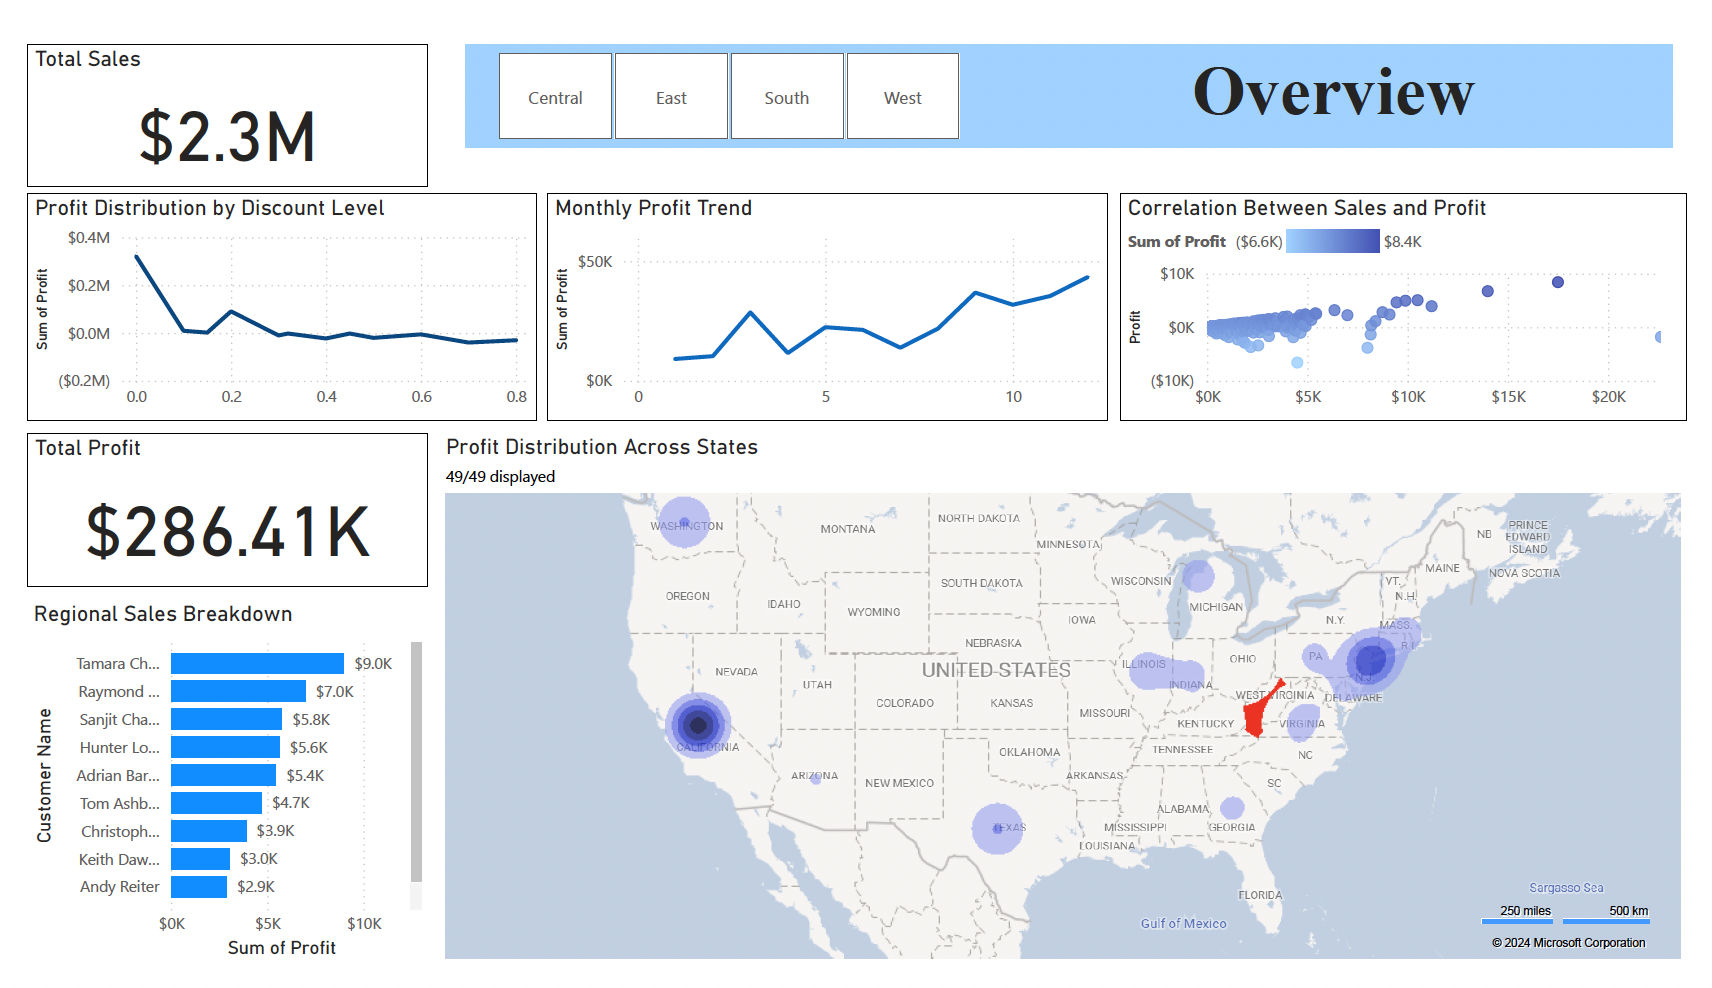 Total Sales
$2.3M
Central
East
South
West
Overview
Profit Distribution by Discount Level
Sum of Profit
$0.4M
$0.2M
$0.0M
($0.2M)
0.0 0.2 0.4 0.6 0.8
Monthly Profit Trend
Sum of Profit
$50K
$0K
0 5 10
Correlation Between Sales and Profit
Sum of Profit ($6.6K) $8.4K
Profit
$10K
$0K
($10K)
$0K $5K $10K $15K $20K
Total Profit
$286.41K
Regional Sales Breakdown
Customer Name
Tamara Ch... $9.0K
Raymond ... $7.0K
Sanjit Cha... $5.8K
Hunter Lo... $5.6K
Adrian Bar... $5.4K
Tom Ashb... $4.7K
Christoph... $3.9K
Keith Daw... $3.0K
Andy Reiter $2.9K
$0K $5K $10K
Sum of Profit
Profit Distribution Across States
49/49 displayed
WASHINGTON
MONTANA
NORTH DAKOTA
MINNESOTA
NB
PRINCE
EDWARD
ISLAND
NOVA SCOTIA
MAINE
VT.
N.H.
WISCONSIN
SOUTH DAKOTA
OREGON
IDAHO
WYOMING
MICHIGAN
IOWA
N.Y.
MASS.
R.I.
NEBRASKA
OHIO
PA
ILLINOIS
INDIANA
NEVADA
UTAH
UNITED STATES
COLORADO
KANSAS
MISSOURI
WEST VIRGINIA
N.J.
DELAWARE
KENTUCKY
VIRGINIA
CALIFORNIA
OKLAHOMA
TENNESSEE
NC
ARIZONA
NEW MEXICO
ARKANSAS
SC
TEXAS
MISSISSIPPI
ALABAMA
GEORGIA
LOUISIANA
FLORIDA
Gulf of Mexico
Sargasso Sea
250 miles 500 km
© 2024 Microsoft Corporation